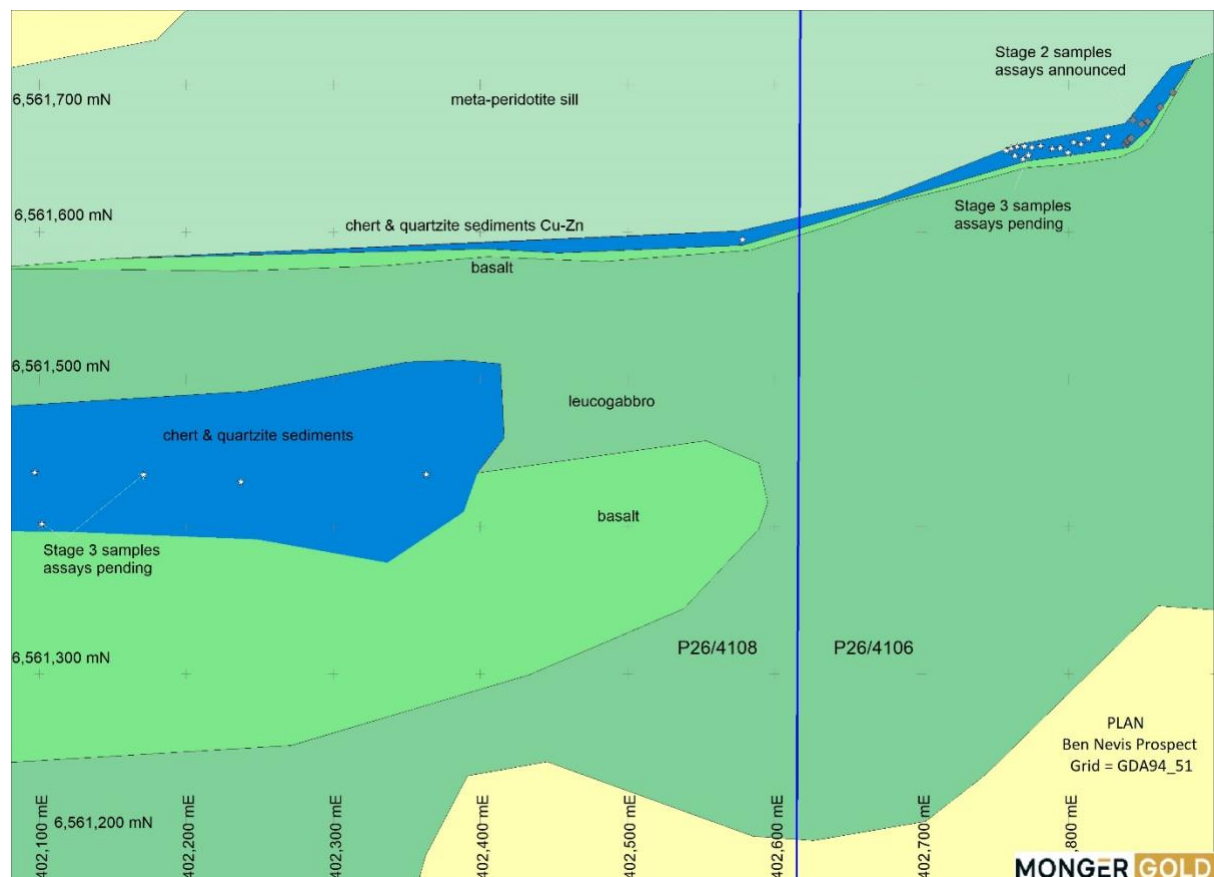 Stage 2 samples
assays announced
6,561,700 mN
meta-peridotite sill
Stage 3 samples
assays pending
6,561,600 mN
chert & quartzite sediments Cu-Zn
basalt
6,561,500 mN
leucogabbro
chert & quartzite sediments
basalt
Stage 3 samples
assays pending
6,561,300 mN
P26/4108
P26/4106
PLAN
Ben Nevis Prospect
Grid = GDA94_51
6,561,200 mN
402,100 mE
402,200 mE
402,300 mE
402,400 mE
402,500 mE
402,600 mE
402,700 mE
402,800 mE
MONGER GOLD